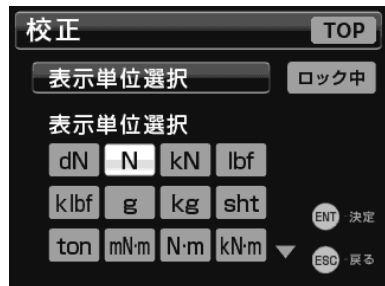 校正 TOP
表示単位選択 ロック中
表示単位選択
dN N kN lbf
klbf g kg sht
ton mN·m N·m kN·m
ENT - 決定
ESC - 戻る